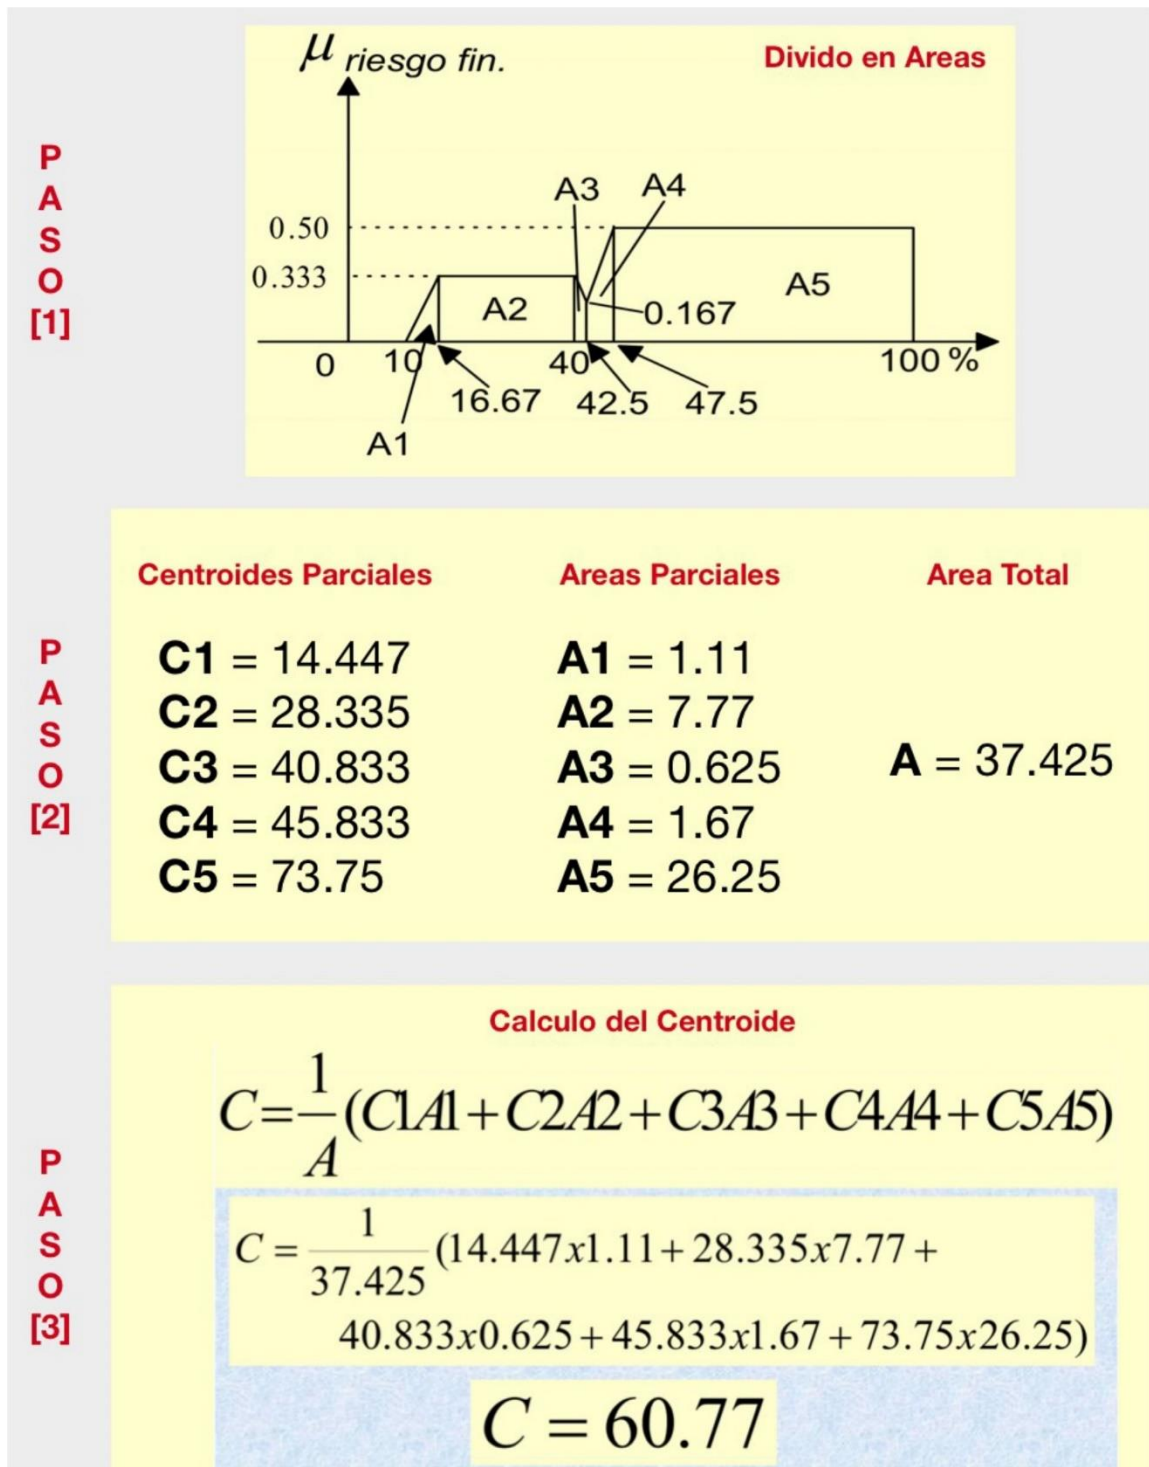 μ riesgo fin.
Divido en Areas
P
A
S
O
[1]
A3
A4
0.50
0.333
A2
A5
0.167
0
10
40
100 %
16.67
42.5
47.5
A1
P
A
S
O
[2]
Centroides Parciales
Areas Parciales
Area Total
C1 = 14.447
A1 = 1.11
C2 = 28.335
A2 = 7.77
C3 = 40.833
A3 = 0.625
A = 37.425
C4 = 45.833
A4 = 1.67
C5 = 73.75
A5 = 26.25
P
A
S
O
[3]
Calculo del Centroide
C=1/A(C1A1+C2A2+C3A3+C4A4+C5A5)
C = 1/37.425(14.447x1.11+28.335x7.77+
40.833x0.625+45.833x1.67+73.75x26.25)
C = 60.77